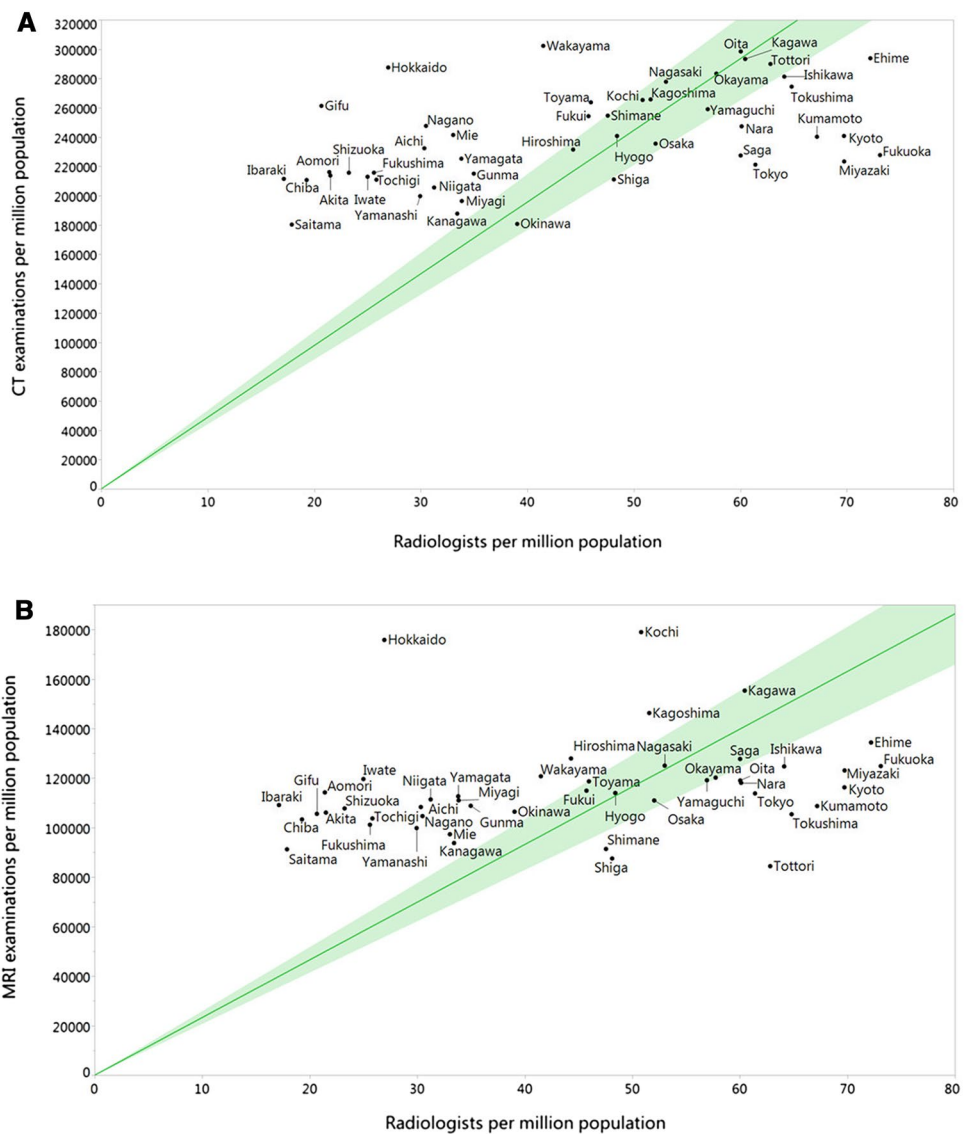 A
CT examinations per million population
320000
300000
280000
260000
240000
220000
200000
180000
160000
140000
120000
100000
80000
60000
40000
20000
0
Wakayama
Oita
Kagawa
Ehime
Hokkaido
Tottori
Nagasaki
Okayama
Ishikawa
Gifu
Toyama
Kochi
Kagoshima
Tokushima
Fukui
Shimane
Yamaguchi
Kumamoto
Nagano
Mie
Aichi
Hiroshima
Nara
Kyoto
Osaka
Hyogo
Saga
Fukuoka
Shizuoka
Aomori
Fukushima
Yamagata
Ibaraki
Gunma
Tokyo
Miyazaki
Chiba
Tochigi
Shiga
Akita
Iwate
Niigata
Yamanashi
Miyagi
Saitama
Kanagawa
Okinawa
0 10 20 30 40 50 60 70 80
Radiologists per million population
B
MRI examinations per million population
180000
160000
140000
120000
100000
80000
60000
40000
20000
0
Hokkaido
Kochi
Kagawa
Kagoshima
Hiroshima
Nagasaki
Saga
Ishikawa
Ehime
Fukuoka
Iwate
Wakayama
Okayama
Oita
Miyazaki
Gifu
Aomori
Niigata
Yamagata
Toyama
Nara
Kyoto
Ibaraki
Shizuoka
Miyagi
Fukui
Yamaguchi
Tokyo
Kumamoto
Chiba
Akita
Tochigi
Aichi
Nagano
Gunma
Okinawa
Hyogo
Osaka
Tokushima
Fukushima
Mie
Shimane
Saitama
Yamanashi
Kanagawa
Shiga
Tottori
0 10 20 30 40 50 60 70 80
Radiologists per million population